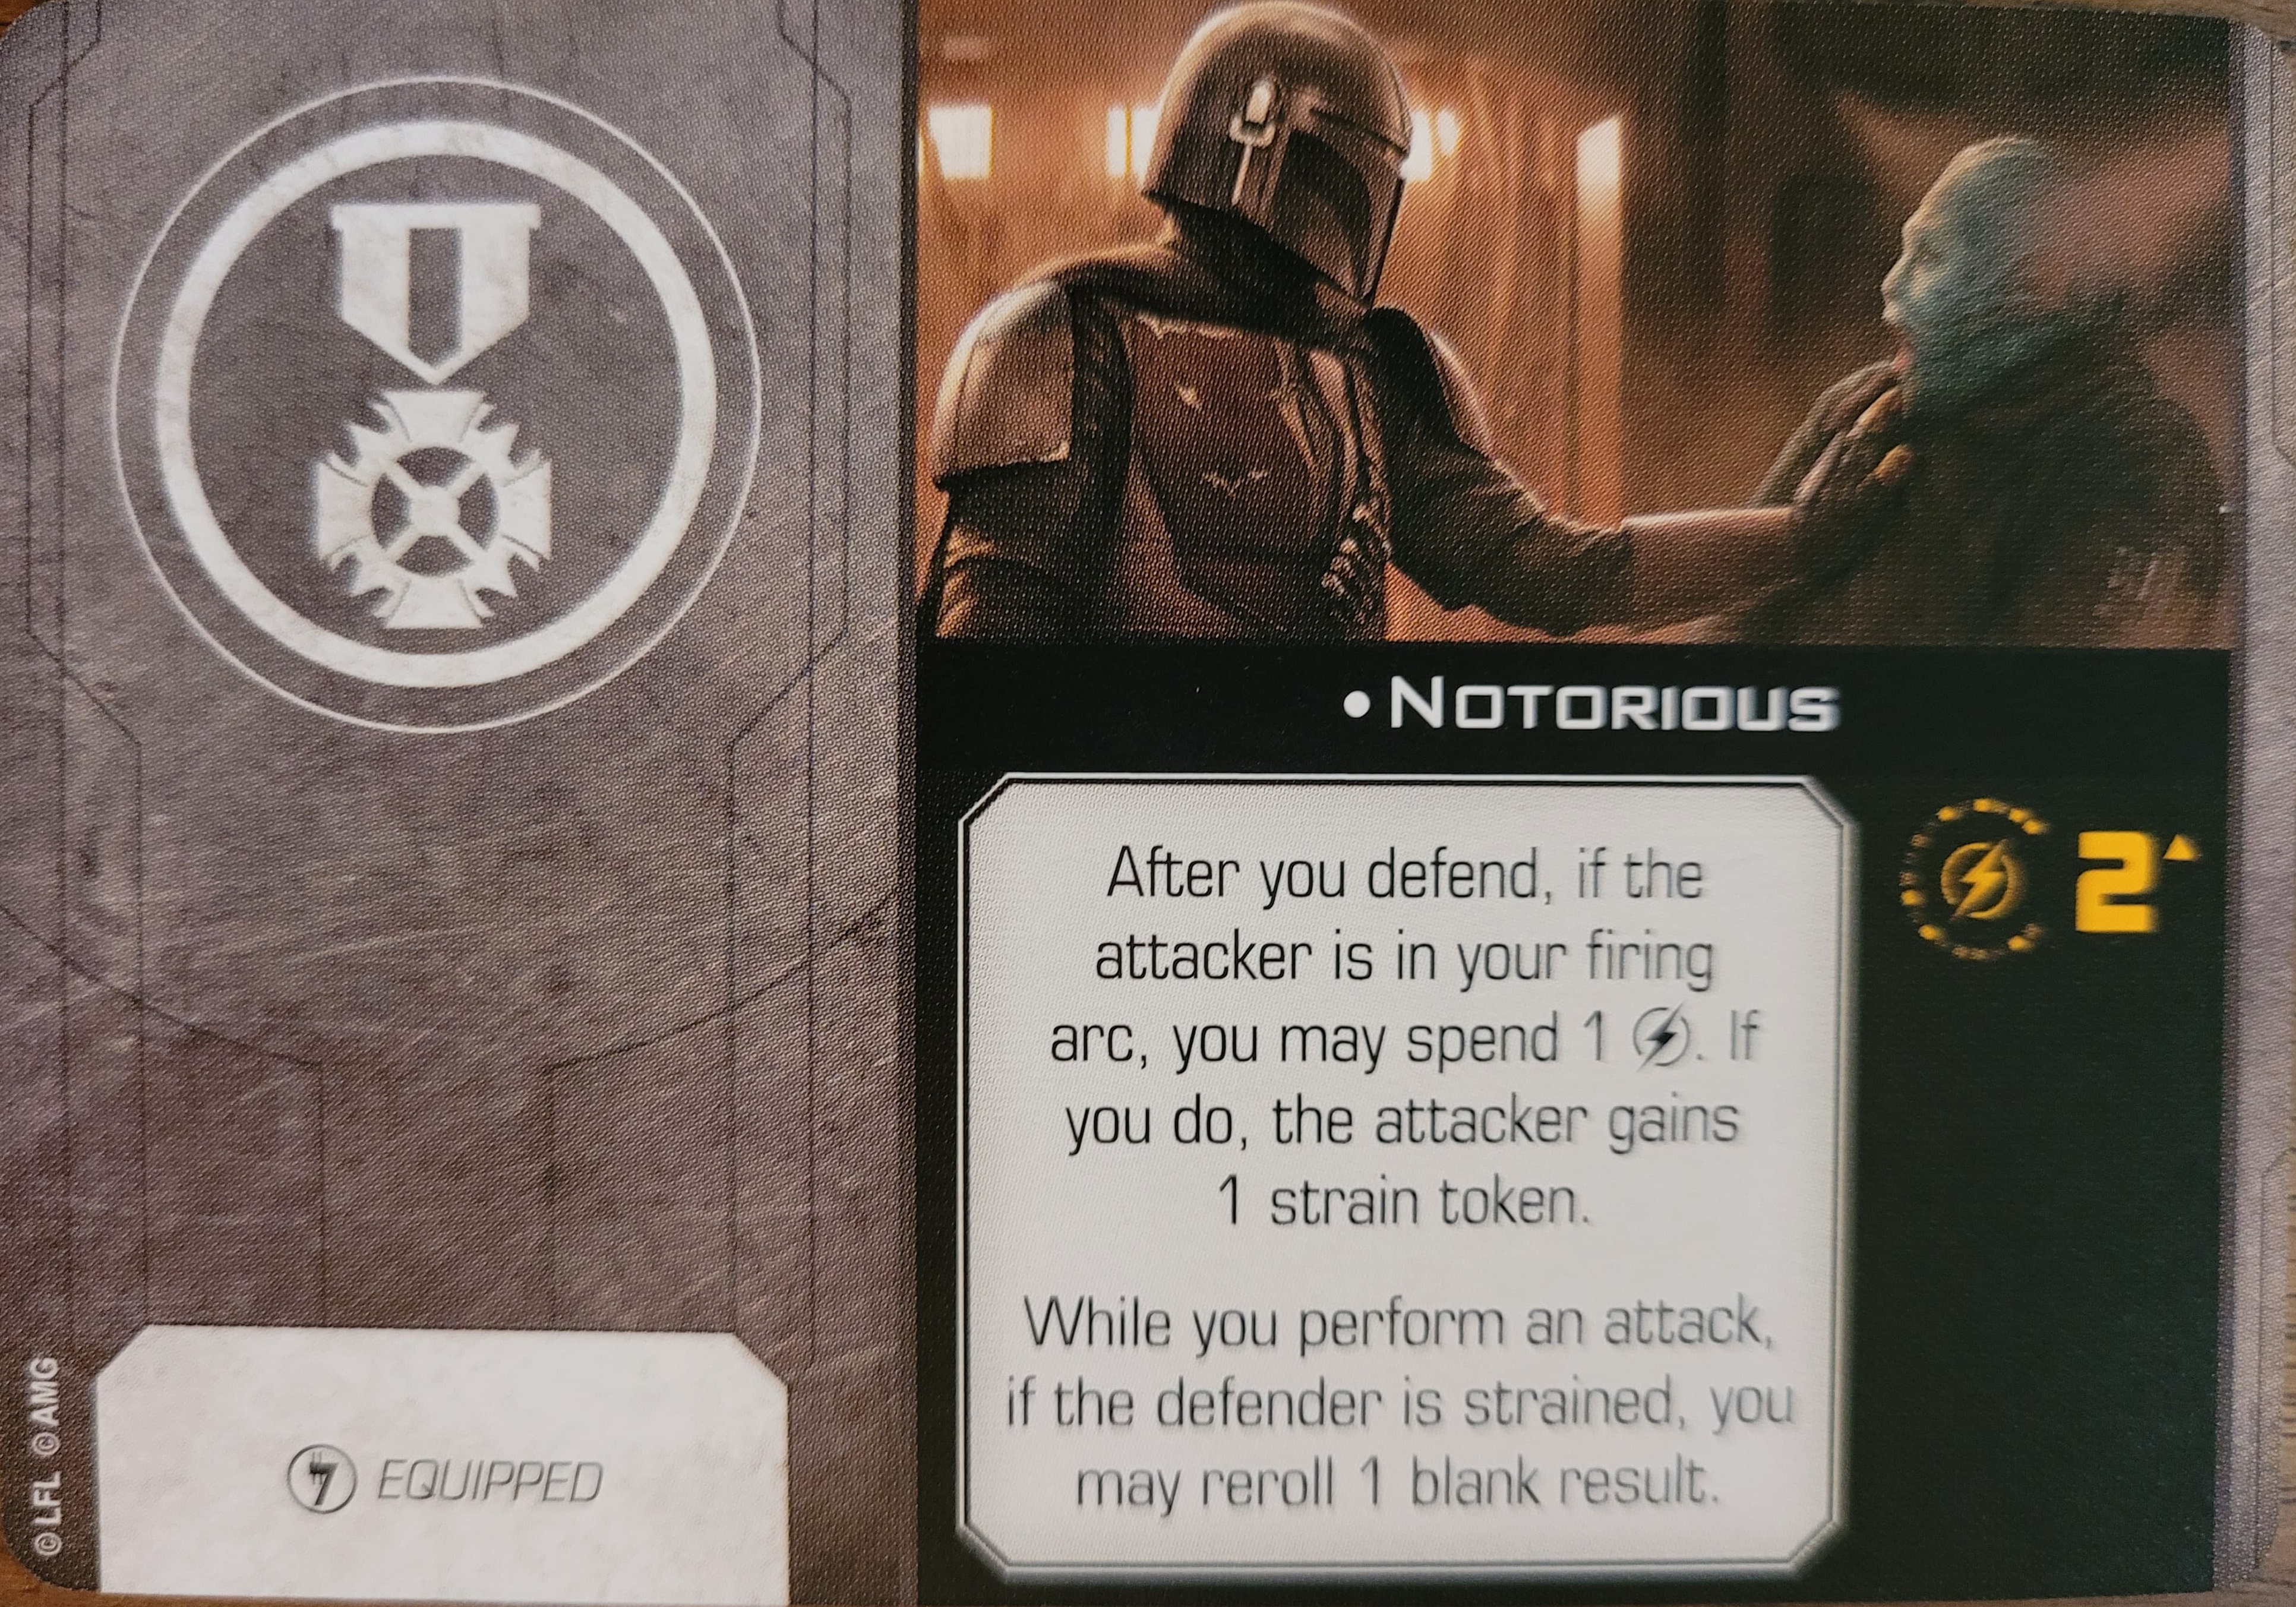 • NOTORIOUS
After you defend, if the
attacker is in your firing
arc, you may spend 1 . If
you do, the attacker gains
1 strain token.
While you perform an attack,
if the defender is strained, you
may reroll 1 blank result.
2
EQUIPPED
©LFL ©AMG